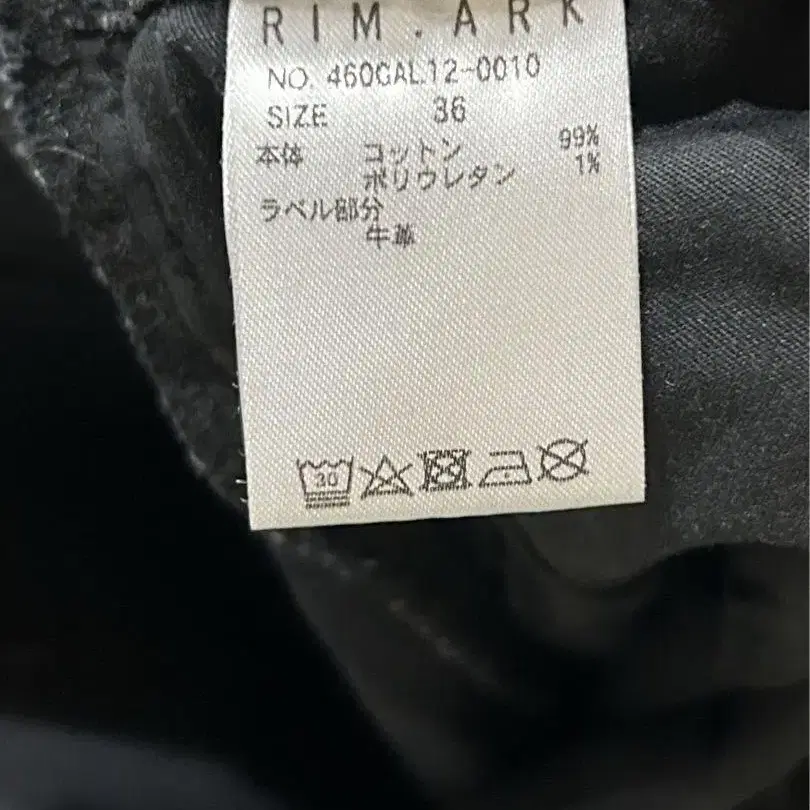 RIM.ARK
NO. 460GAL12-0010
SIZE 36
本体 コットン 99%
ポリウレタン 1%
ラベル部分
牛革
30